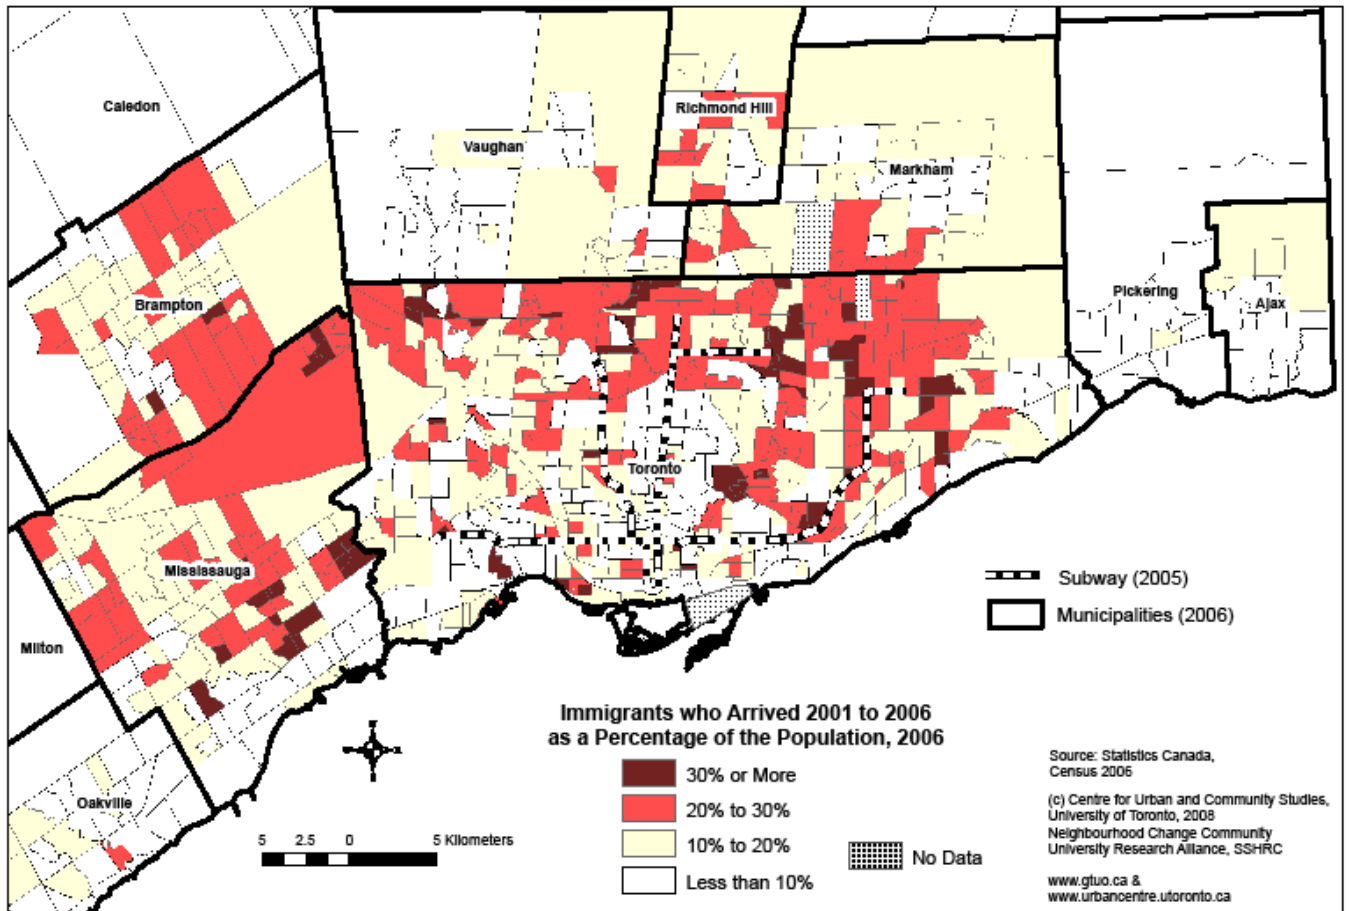 Caledon
Richmond Hill
Vaughan
Markham
Brampton
Pickering
Ajax
Toronto
Mississauga
Milton
Oakville
Subway (2005)
Municipalities (2006)
Immigrants who Arrived 2001 to 2006
as a Percentage of the Population, 2006
30% or More
20% to 30%
10% to 20%
Less than 10%
No Data
5 2.5 0 5 Kilometers
Source: Statistics Canada,
Census 2006
(c) Centre for Urban and Community Studies,
University of Toronto, 2008
Neighbourhood Change Community
University Research Alliance, SSHRC
www.gtuo.ca &
www.urbancentre.utoronto.ca